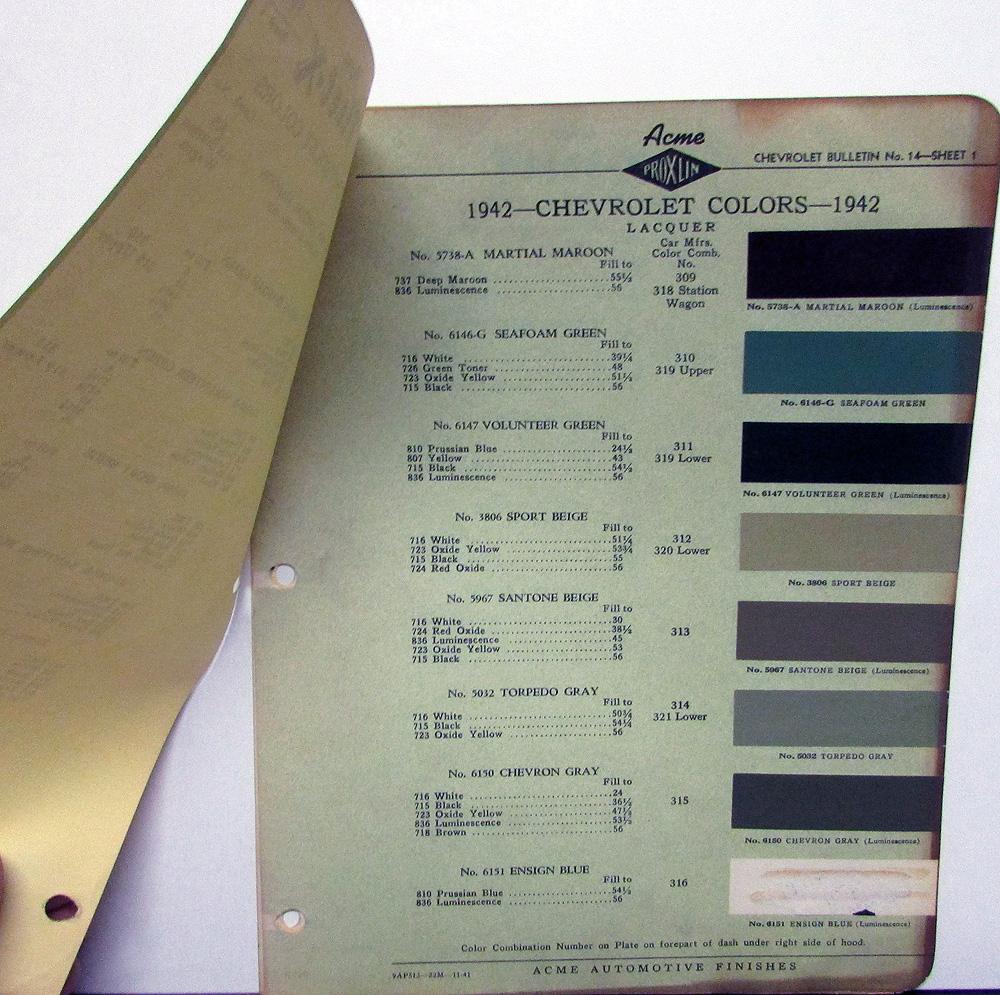 Acme
PROXLIN
CHEVROLET BULLETIN No. 14—SHEET 1
1942—CHEVROLET COLORS—1942
LACQUER
Car Mfrs.
Color Comb.
No.
No. 5738-A MARTIAL MAROON
Fill to
737 Deep Maroon 55½
836 Luminescence 56
309
318 Station
Wagon
No. 5738-A MARTIAL MAROON (Luminescence)
No. 6146-G SEAFOAM GREEN
Fill to
716 White 39¼
726 Green Toner 48
723 Oxide Yellow 51½
715 Black 56
310
319 Upper
No. 6146-G SEAFOAM GREEN
No. 6147 VOLUNTEER GREEN
Fill to
810 Prussian Blue 24½
807 Yellow 43
715 Black 54½
836 Luminescence 56
311
319 Lower
No. 6147 VOLUNTEER GREEN (Luminescence)
No. 3806 SPORT BEIGE
Fill to
716 White 51¼
723 Oxide Yellow 53¾
715 Black 55
724 Red Oxide 56
312
320 Lower
No. 3806 SPORT BEIGE
No. 5967 SANTONE BEIGE
Fill to
716 White 30
724 Red Oxide 38½
836 Luminescence 45
723 Oxide Yellow 53
715 Black 56
313
No. 5967 SANTONE BEIGE (Luminescence)
No. 5032 TORPEDO GRAY
Fill to
716 White 50¾
715 Black 54¼
723 Oxide Yellow 56
314
321 Lower
No. 5032 TORPEDO GRAY
No. 6150 CHEVRON GRAY
Fill to
716 White 24
715 Black 36½
723 Oxide Yellow 47½
836 Luminescence 53½
718 Brown 56
315
No. 6150 CHEVRON GRAY (Luminescence)
No. 6151 ENSIGN BLUE
Fill to
810 Prussian Blue 54½
836 Luminescence 56
316
No. 6151 ENSIGN BLUE (Luminescence)
Color Combination Number on Plate on forepart of dash under right side of hood.
ACME AUTOMOTIVE FINISHES